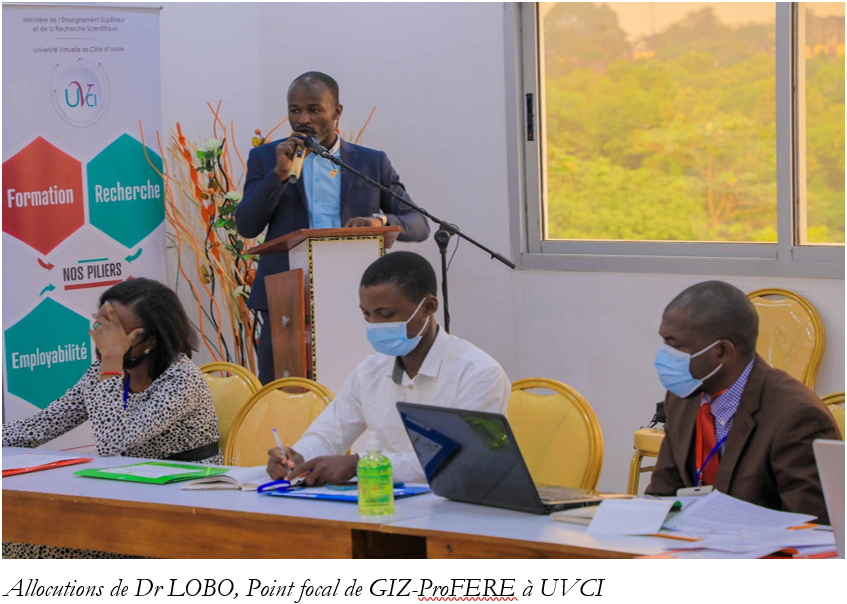 Ministère de l'Enseignement Supérieur
et de la Recherche Scientifique
Université Virtuelle de Côte d'Ivoire
UVCI
Formation
Recherche
NOS PILIERS
Employabilité
Allocutions de Dr LOBO, Point focal de GIZ-ProFERE à UVCI